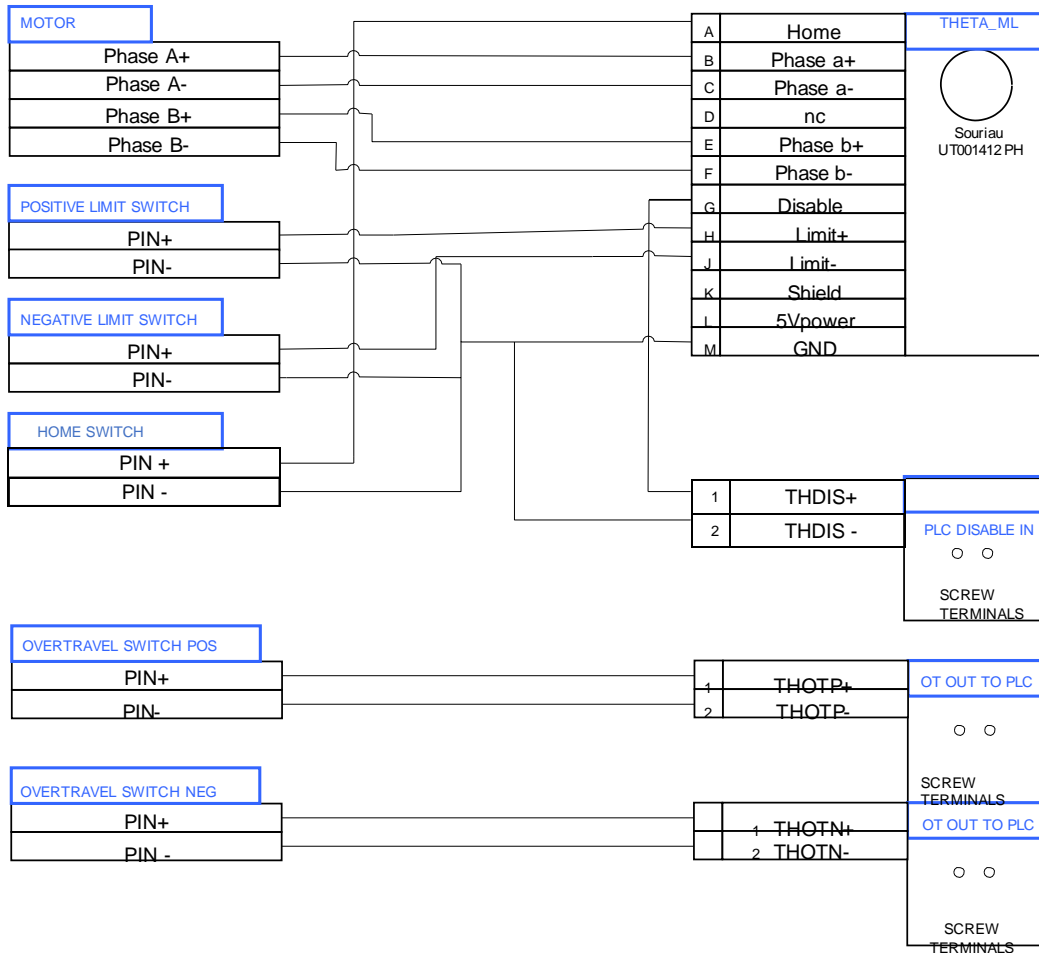 MOTOR
Phase A+
Phase A-
Phase B+
Phase B-
POSITIVE LIMIT SWITCH
PIN+
PIN-
NEGATIVE LIMIT SWITCH
PIN+
PIN-
HOME SWITCH
PIN +
PIN -
A Home
B Phase a+
C Phase a-
D nc
E Phase b+
F Phase b-
G Disable
H Limit+
J Limit-
K Shield
L 5Vpower
M GND
THETA_ML
Souriau
UT001412 PH
1 THDIS+
2 THDIS -
PLC DISABLE IN
SCREW
TERMINALS
OVERTRAVEL SWITCH POS
PIN+
PIN-
1 THOTP+
2 THOTP-
OT OUT TO PLC
SCREW
TERMINALS
OVERTRAVEL SWITCH NEG
PIN+
PIN -
1 THOTN+
2 THOTN-
OT OUT TO PLC
SCREW
TERMINALS